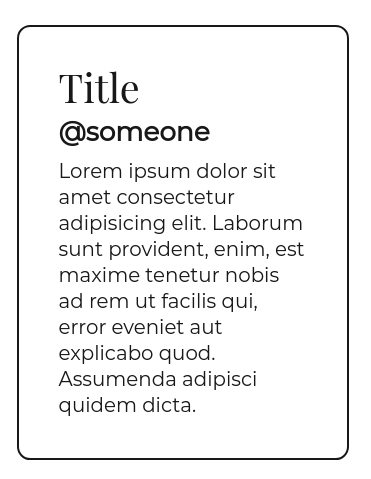 Title
@someone
Lorem ipsum dolor sit
amet consectetur
adipisicing elit. Laborum
sunt provident, enim, est
maxime tenetur nobis
ad rem ut facilis qui,
error eveniet aut
explicabo quod.
Assumenda adipisci
quidem dicta.